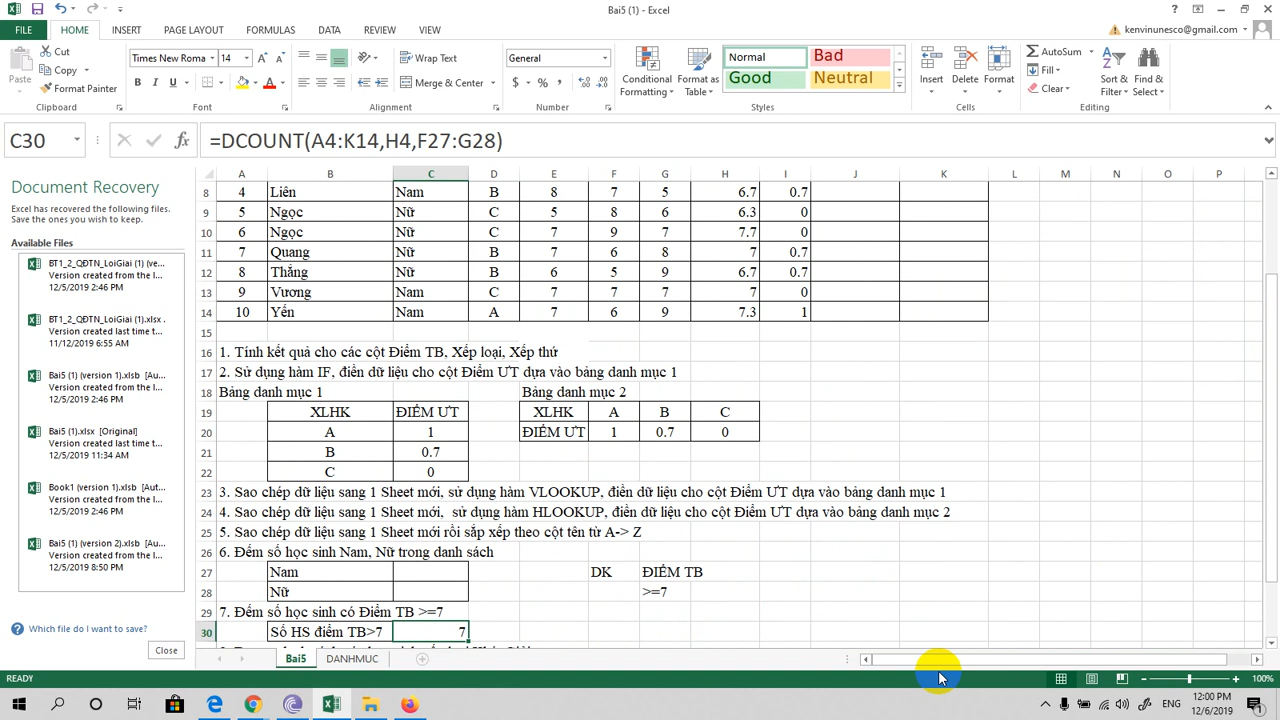 Bai5 (1) - Excel
FILE HOME INSERT PAGE LAYOUT FORMULAS DATA REVIEW VIEW kenvinunesco@gmail.com
Paste Cut Copy Format Painter Clipboard
Times New Roma 14 B I U Font
Wrap Text Merge & Center Alignment
General $ % , Number
Conditional Formatting Format as Table Normal Bad Good Neutral Styles
Insert Delete Format Cells
AutoSum Fill Clear Sort & Filter Find & Select Editing
C30 =DCOUNT(A4:K14,H4,F27:G28)
Document Recovery
Excel has recovered the following files.
Save the ones you wish to keep.
Available Files
BT1_2_QĐTN_LoiGiai (1) (ve...
Version created from the l...
12/5/2019 2:46 PM
BT1_2_QĐTN_LoiGiai (1).xlsx .
Version created last time t...
11/12/2019 6:55 AM
Bai5 (1) (version 1).xlsb [Au...
Version created from the l...
12/5/2019 2:46 PM
Bai5 (1).xlsx [Original]
Version created last time t...
12/5/2019 11:34 AM
Book1 (version 1).xlsb [Aut...
Version created from the l...
12/5/2019 2:46 PM
Bai5 (1) (version 2).xlsb [Au...
Version created from the l...
12/5/2019 8:50 PM
Which file do I want to save?
Close
A B C D E F G H I J K L M N O P
8 4 Liên Nam B 8 7 5 6.7 0.7
9 5 Ngọc Nữ C 5 8 6 6.3 0
10 6 Ngọc Nữ C 7 9 7 7.7 0
11 7 Quang Nữ B 7 6 8 7 0.7
12 8 Thắng Nữ B 6 5 9 6.7 0.7
13 9 Vương Nam C 7 7 7 7 0
14 10 Yến Nam A 7 6 9 7.3 1
15
16 1. Tính kết quả cho các cột Điểm TB, Xếp loại, Xếp thứ
17 2. Sử dụng hàm IF, điền dữ liệu cho cột Điểm ƯT dựa vào bảng danh mục 1
18 Bảng danh mục 1 Bảng danh mục 2
19 XLHK ĐIỂM ƯT XLHK A B C
20 A 1 ĐIỂM ƯT 1 0.7 0
21 B 0.7
22 C 0
23 3. Sao chép dữ liệu sang 1 Sheet mới, sử dụng hàm VLOOKUP, điền dữ liệu cho cột Điểm ƯT dựa vào bảng danh mục 1
24 4. Sao chép dữ liệu sang 1 Sheet mới, sử dụng hàm HLOOKUP, điền dữ liệu cho cột Điểm ƯT dựa vào bảng danh mục 2
25 5. Sao chép dữ liệu sang 1 Sheet mới rồi sắp xếp theo cột tên từ A-> Z
26 6. Đếm số học sinh Nam, Nữ trong danh sách
27 Nam DK ĐIỂM TB
28 Nữ >=7
29 7. Đếm số học sinh có Điểm TB >=7
30 Số HS điểm TB>7 7
Bai5 DANHMUC
READY 100%
ENG 12:00 PM
12/6/2019 1